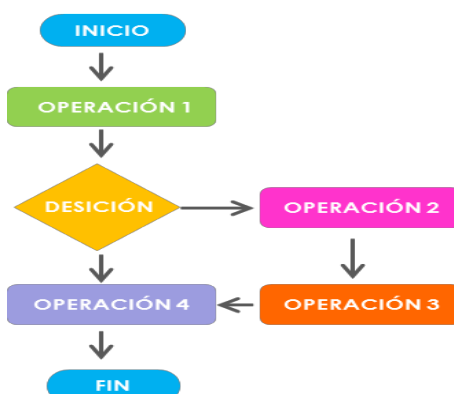 INICIO
OPERACIÓN 1
DESICIÓN
OPERACIÓN 2
OPERACIÓN 4
OPERACIÓN 3
FIN